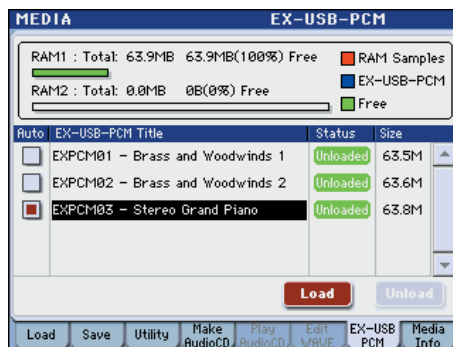 MEDIA EX-USB-PCM
RAM1 : Total: 63.9MB 63.9MB(100%) Free
RAM2 : Total: 0.0MB 0B(0%) Free
RAM Samples
EX-USB-PCM
Free
Auto EX-USB-PCM Title Status Size
EXPCM01 - Brass and Woodwinds 1 Unloaded 63.5M
EXPCM02 - Brass and Woodwinds 2 Unloaded 63.6M
EXPCM03 - Stereo Grand Piano Unloaded 63.8M
Load Unload
Load Save Utility Make AudioCD Play AudioCD Edit WAVE EX-USB PCM Media Info